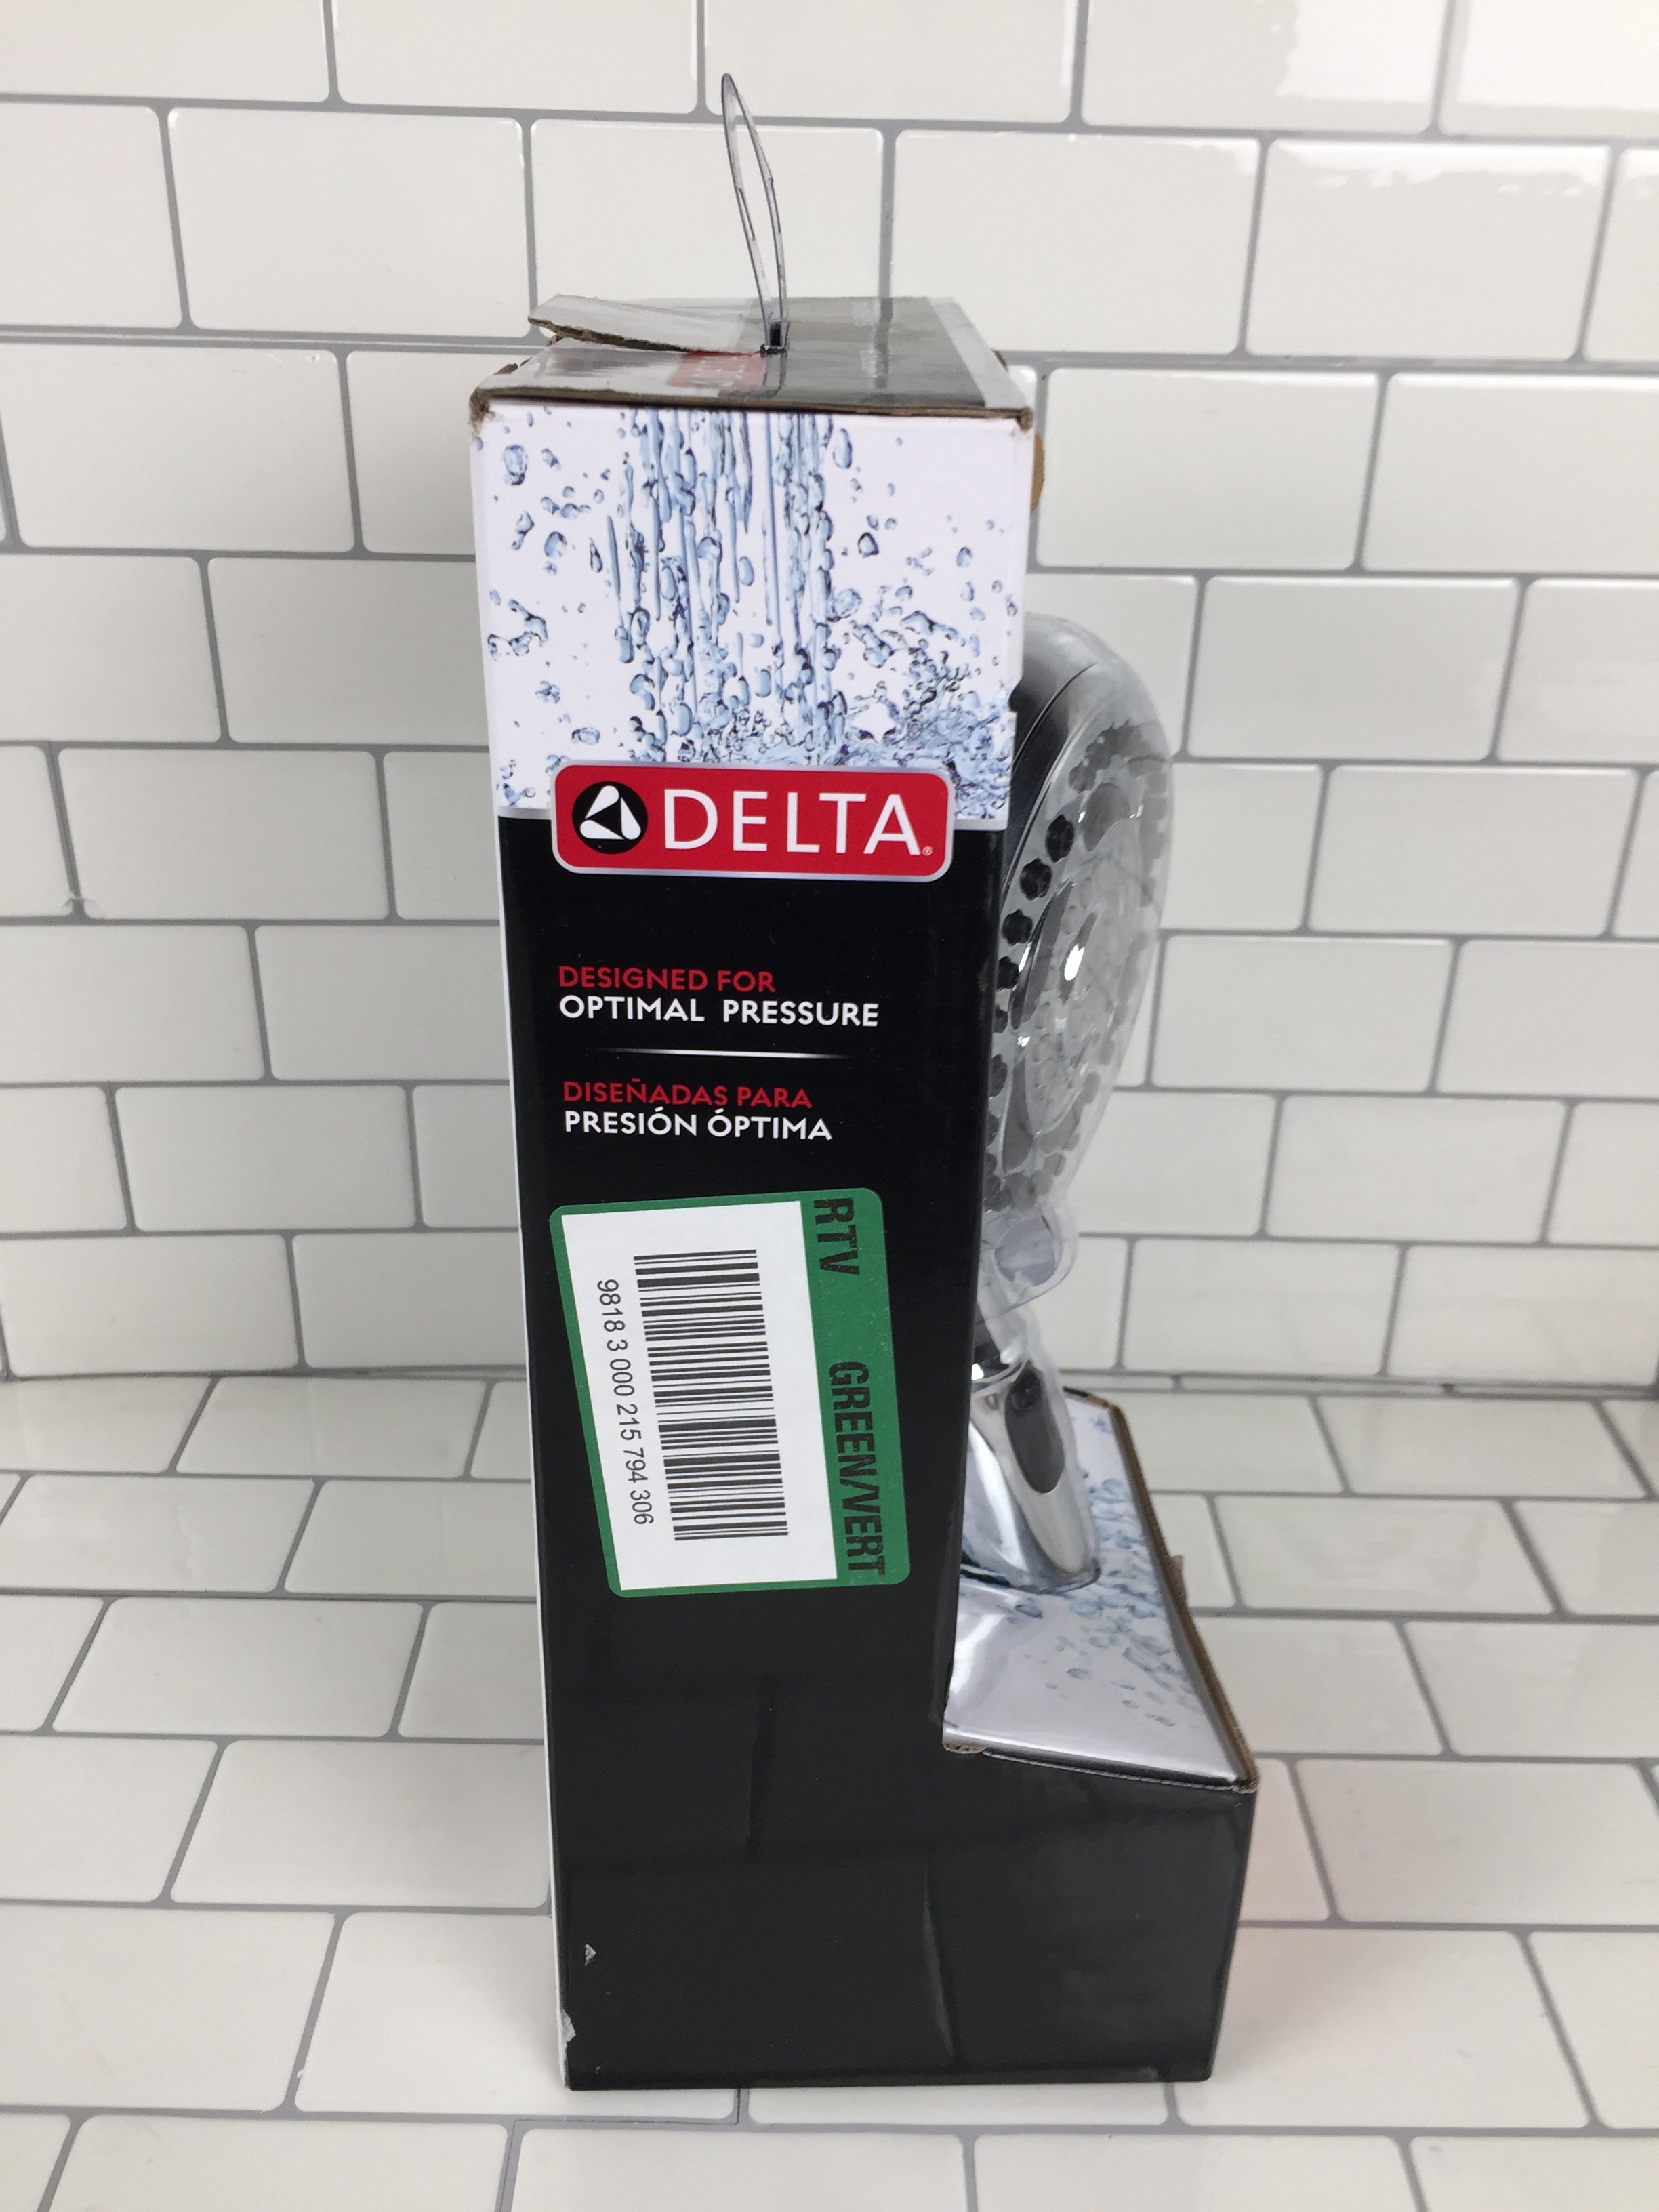 DELTA®
DESIGNED FOR
OPTIMAL PRESSURE
DISEÑADAS PARA
PRESIÓN ÓPTIMA
RTV GREEN/VERT
9818 3 000 215 794 306